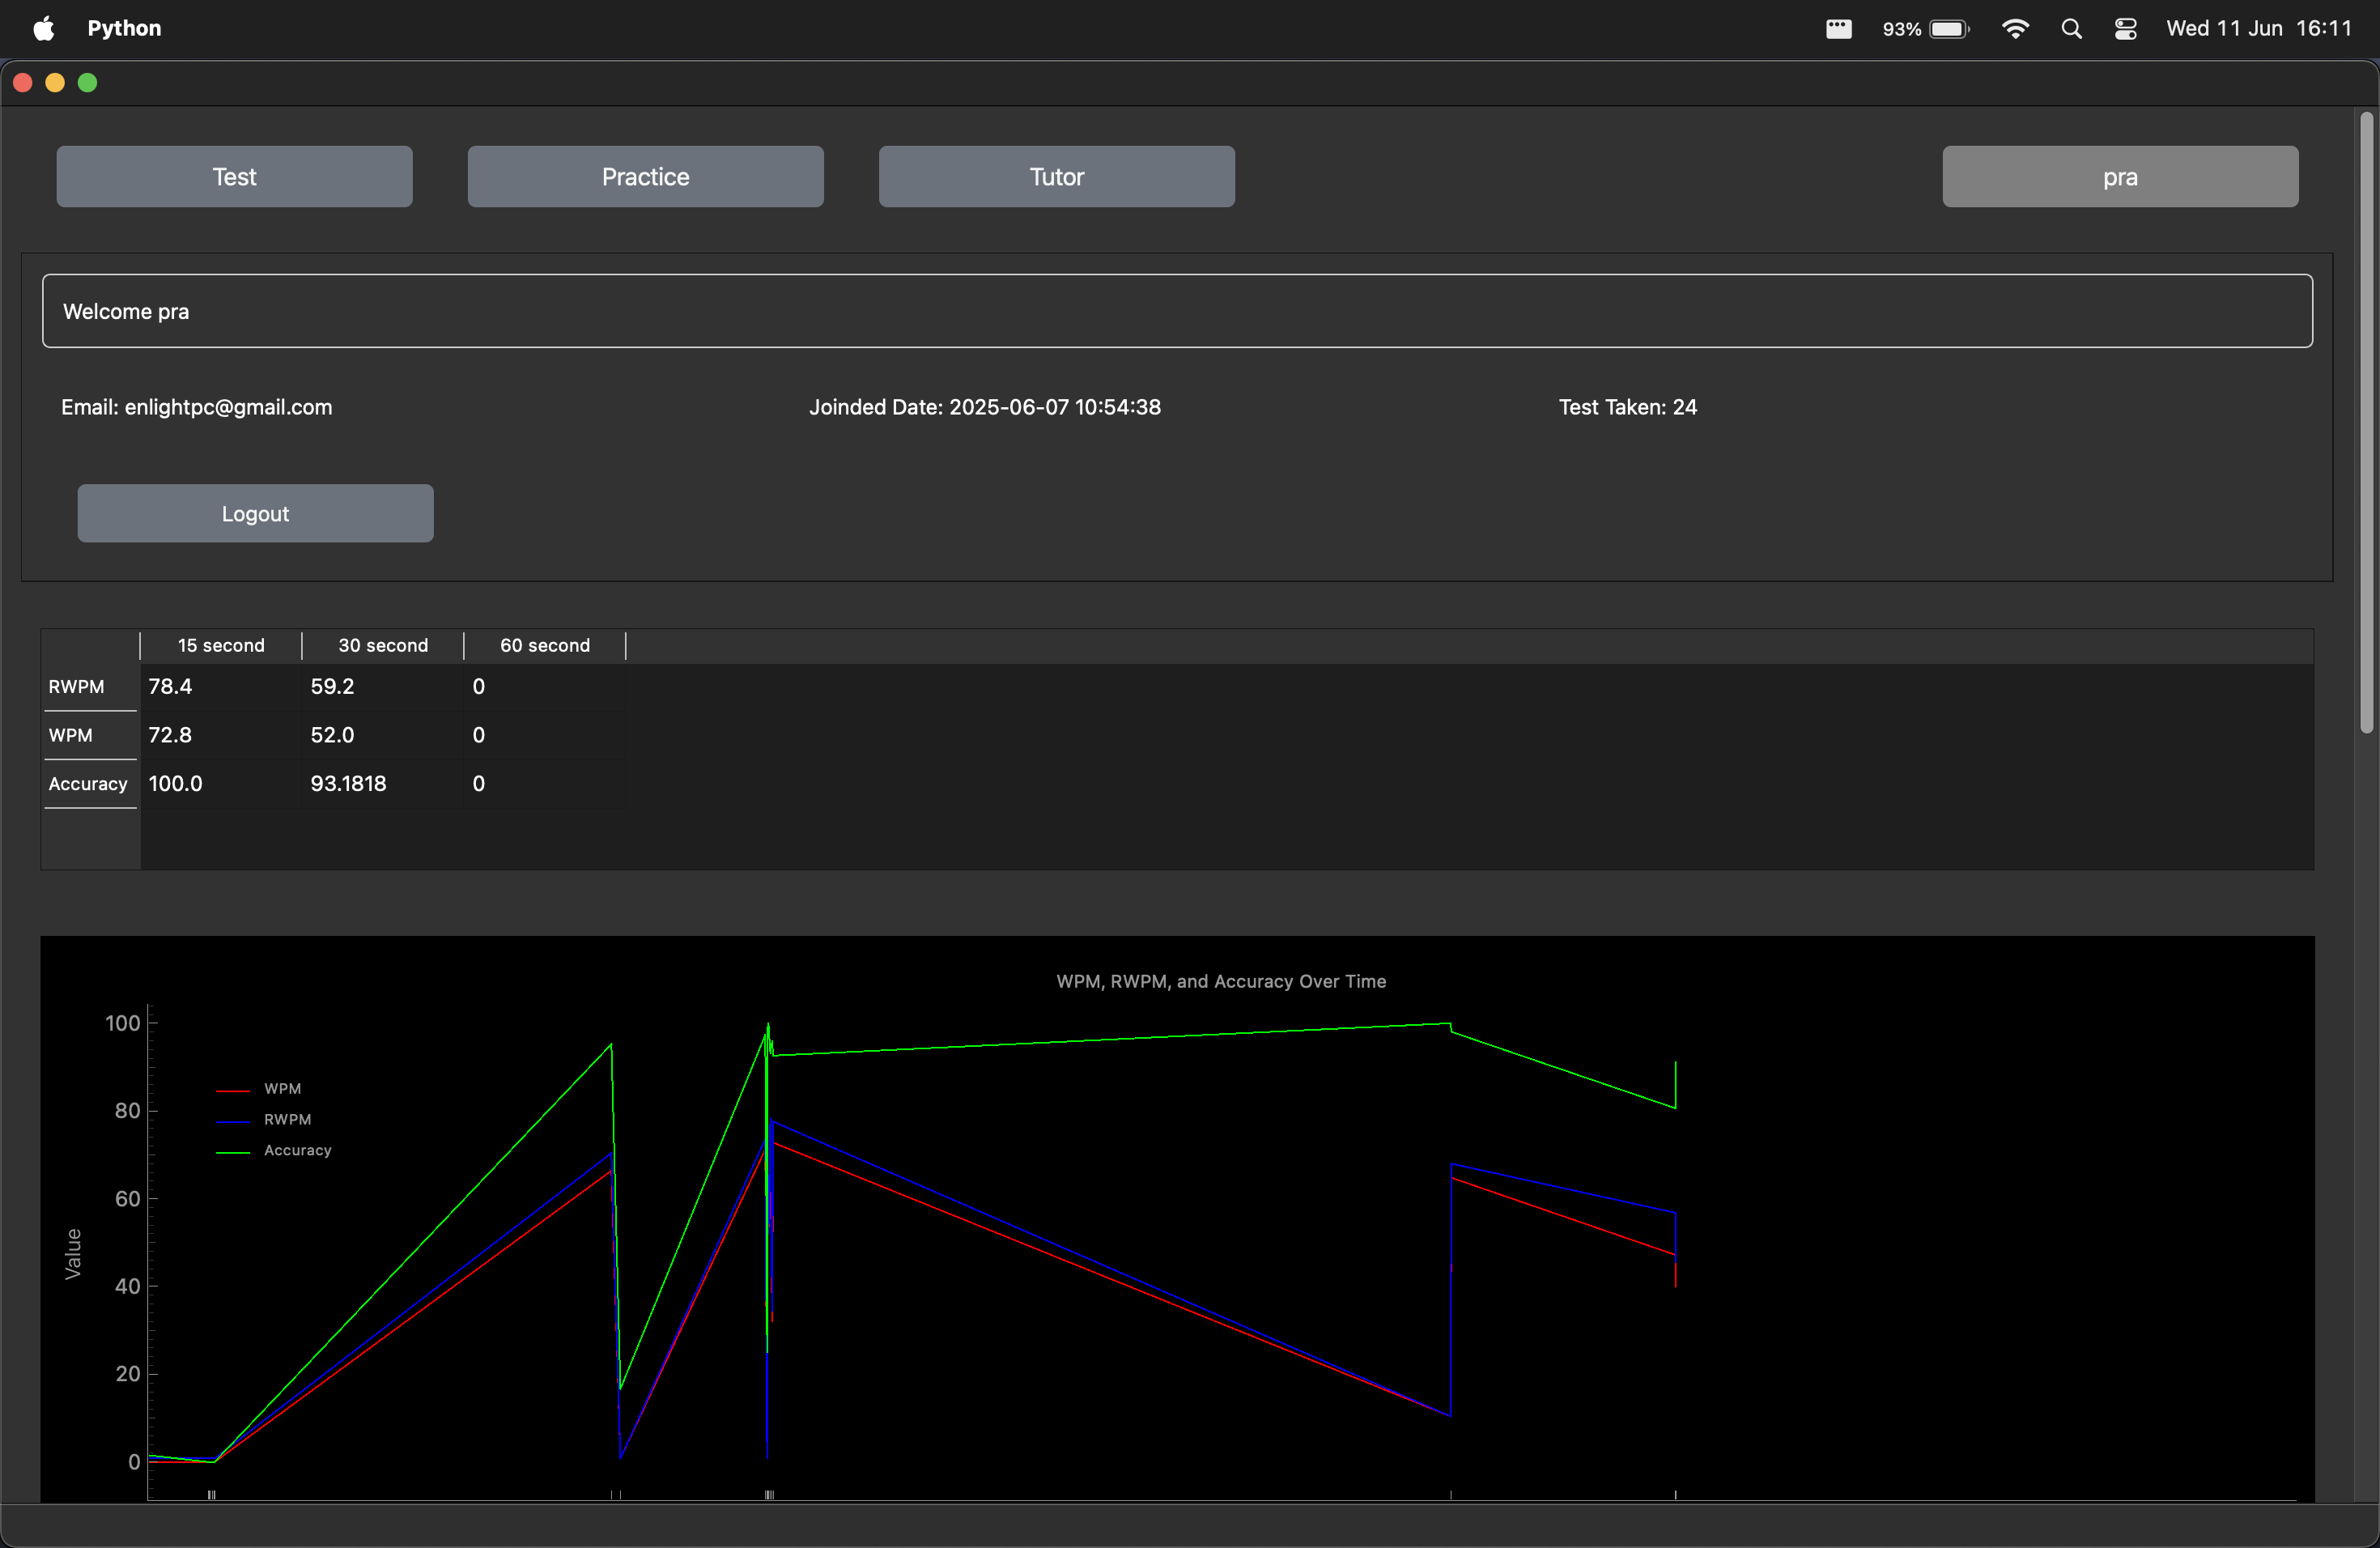 Python 93% Wed 11 Jun 16:11
Test Practice Tutor pra
Welcome pra
Email: enlightpc@gmail.com Joinded Date: 2025-06-07 10:54:38 Test Taken: 24
Logout
15 second 30 second 60 second
RWPM 78.4 59.2 0
WPM 72.8 52.0 0
Accuracy 100.0 93.1818 0
WPM, RWPM, and Accuracy Over Time
100
80
60
40
20
0
Value
WPM
RWPM
Accuracy